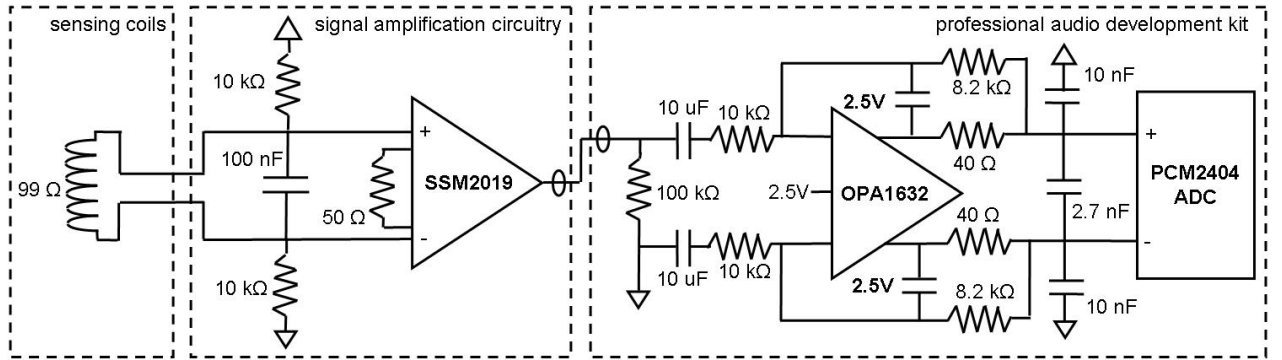 sensing coils
signal amplification circuitry
professional audio development kit
10 kΩ
99 Ω
100 nF
50 Ω
10 kΩ
+
-
SSM2019
10 uF
10 kΩ
100 kΩ
10 uF
10 kΩ
2.5V
OPA1632
2.5V
8.2 kΩ
40 Ω
40 Ω
2.5V
8.2 kΩ
10 nF
2.7 nF
10 nF
+
-
PCM2404
ADC